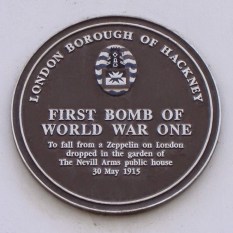 LONDON BOROUGH OF HACKNEY
FIRST BOMB OF
WORLD WAR ONE
To fall from a Zeppelin on London
dropped in the garden of
The Nevill Arms public house
30 May 1915